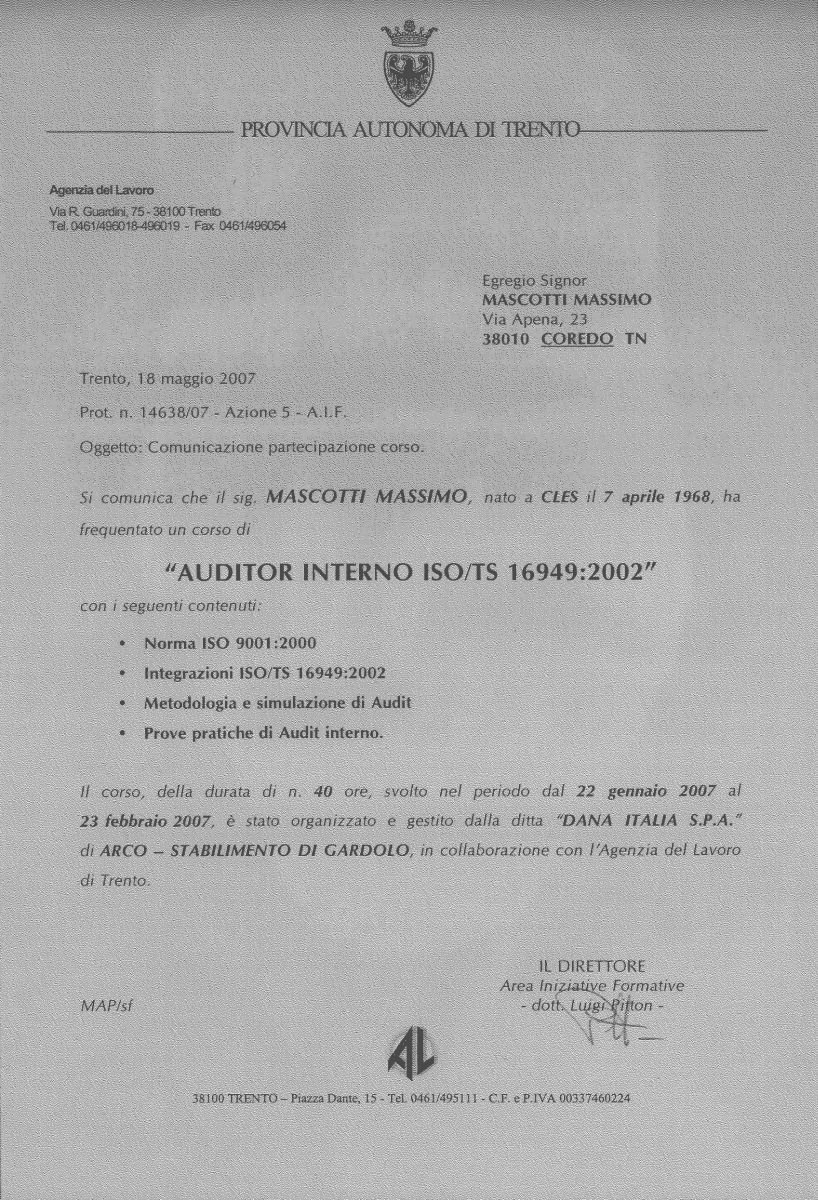 PROVINCIA AUTONOMA DI TRENTO
Agenzia del Lavoro
Via R. Guardini, 75 - 38100 Trento
Tel. 0461/496018-496019 - Fax 0461/496054
Egregio Signor
MASCOTTI MASSIMO
Via Apena, 23
38010 COREDO TN
Trento, 18 maggio 2007
Prot. n. 14638/07 - Azione 5 - A.I.F.
Oggetto: Comunicazione partecipazione corso.
Si comunica che il sig. MASCOTTI MASSIMO, nato a CLES il 7 aprile 1968, ha
frequentato un corso di
“AUDITOR INTERNO ISO/TS 16949:2002”
con i seguenti contenuti:
• Norma ISO 9001:2000
• Integrazioni ISO/TS 16949:2002
• Metodologia e simulazione di Audit
• Prove pratiche di Audit interno.
Il corso, della durata di n. 40 ore, svolto nel periodo dal 22 gennaio 2007 al
23 febbraio 2007, è stato organizzato e gestito dalla ditta “DANA ITALIA S.P.A.”
di ARCO – STABILIMENTO DI GARDOLO, in collaborazione con l’Agenzia del Lavoro
di Trento.
IL DIRETTORE
Area Iniziative Formative
- dott. Luigi Pitton -
MAP/sf
AL
38100 TRENTO – Piazza Dante, 15 - Tel. 0461/495111 - C.F. e P.IVA 00337460224